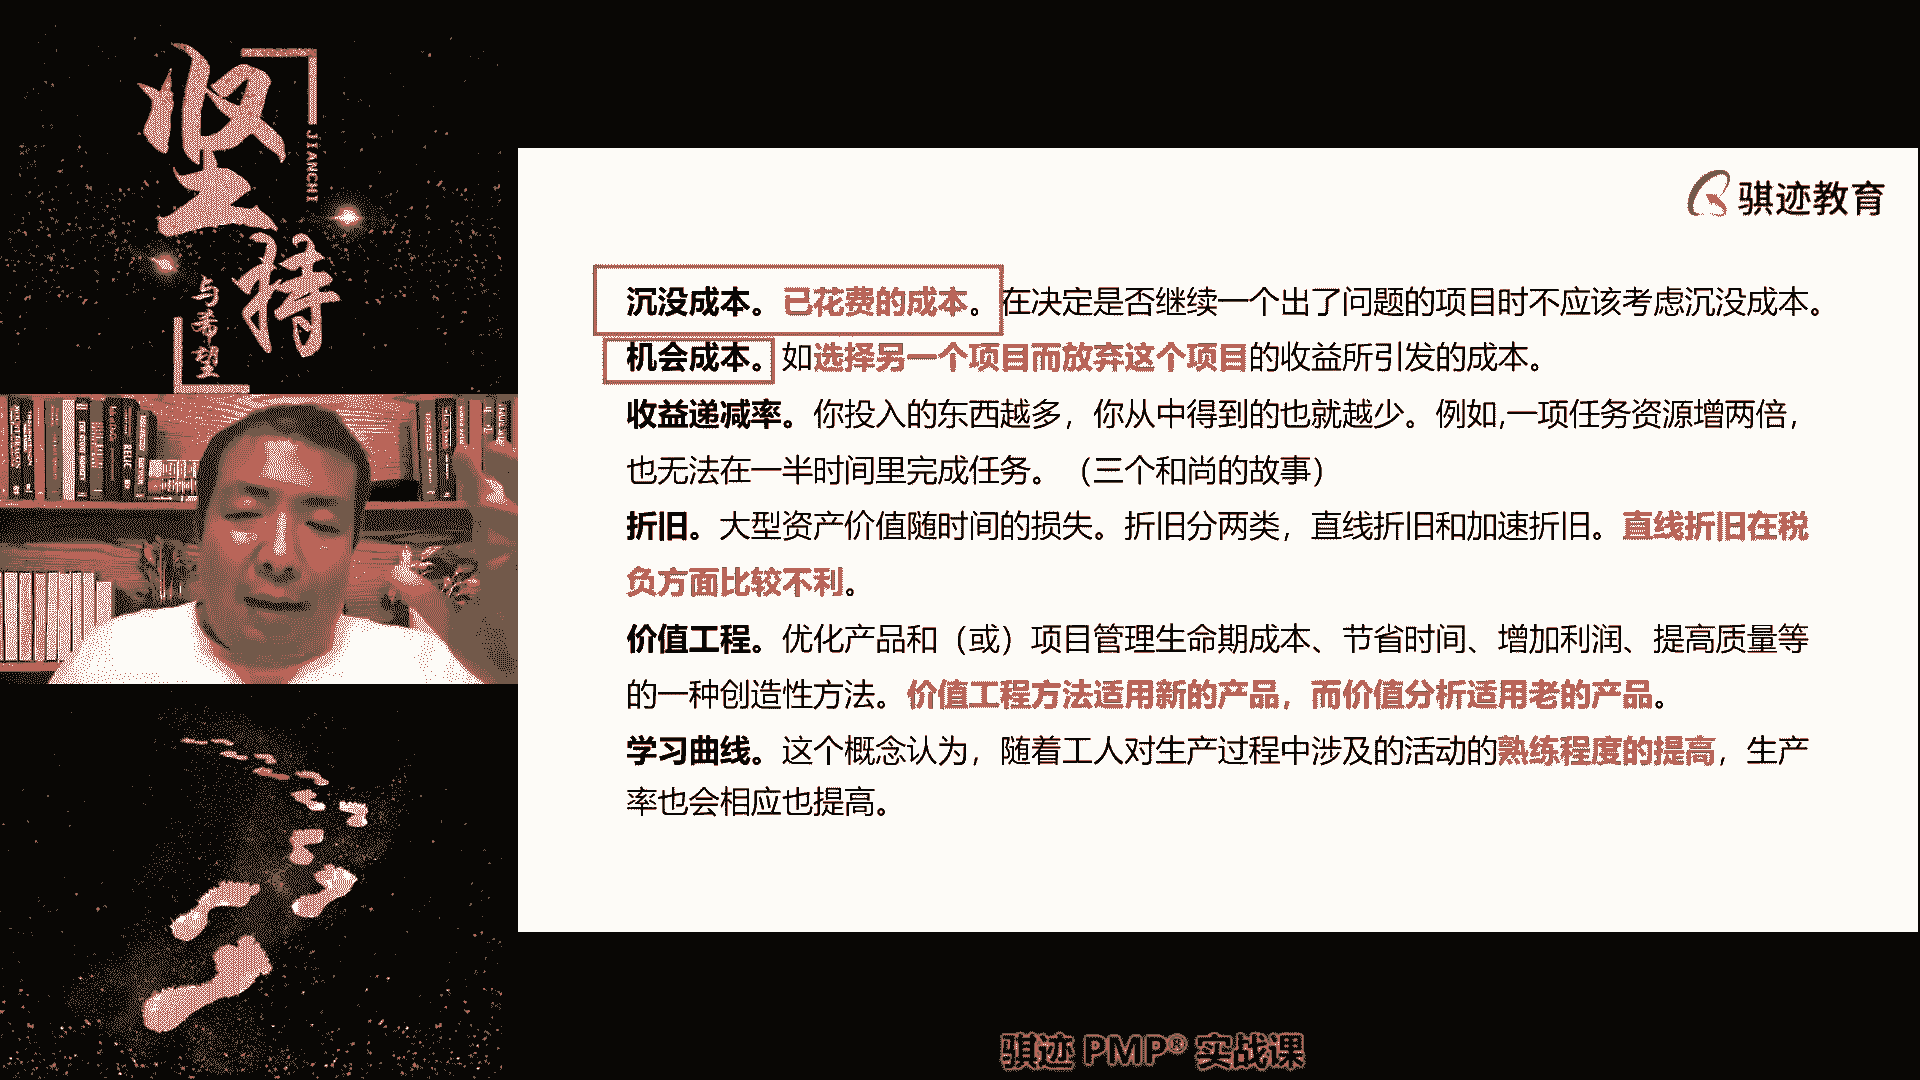 坚持
JIANCHI
与希望
RELIC
骐迹教育
沉没成本。已花费的成本。在决定是否继续一个出了问题的项目时不应该考虑沉没成本。
机会成本。如选择另一个项目而放弃这个项目的收益所引发的成本。
收益递减率。你投入的东西越多，你从中得到的也就越少。例如,一项任务资源增两倍，
也无法在一半时间里完成任务。（三个和尚的故事）
折旧。大型资产价值随时间的损失。折旧分两类，直线折旧和加速折旧。直线折旧在税
负方面比较不利。
价值工程。优化产品和（或）项目管理生命期成本、节省时间、增加利润、提高质量等
的一种创造性方法。价值工程方法适用新的产品，而价值分析适用老的产品。
学习曲线。这个概念认为，随着工人对生产过程中涉及的活动的熟练程度的提高，生产
率也会相应也提高。
骐迹 PMP® 实战课